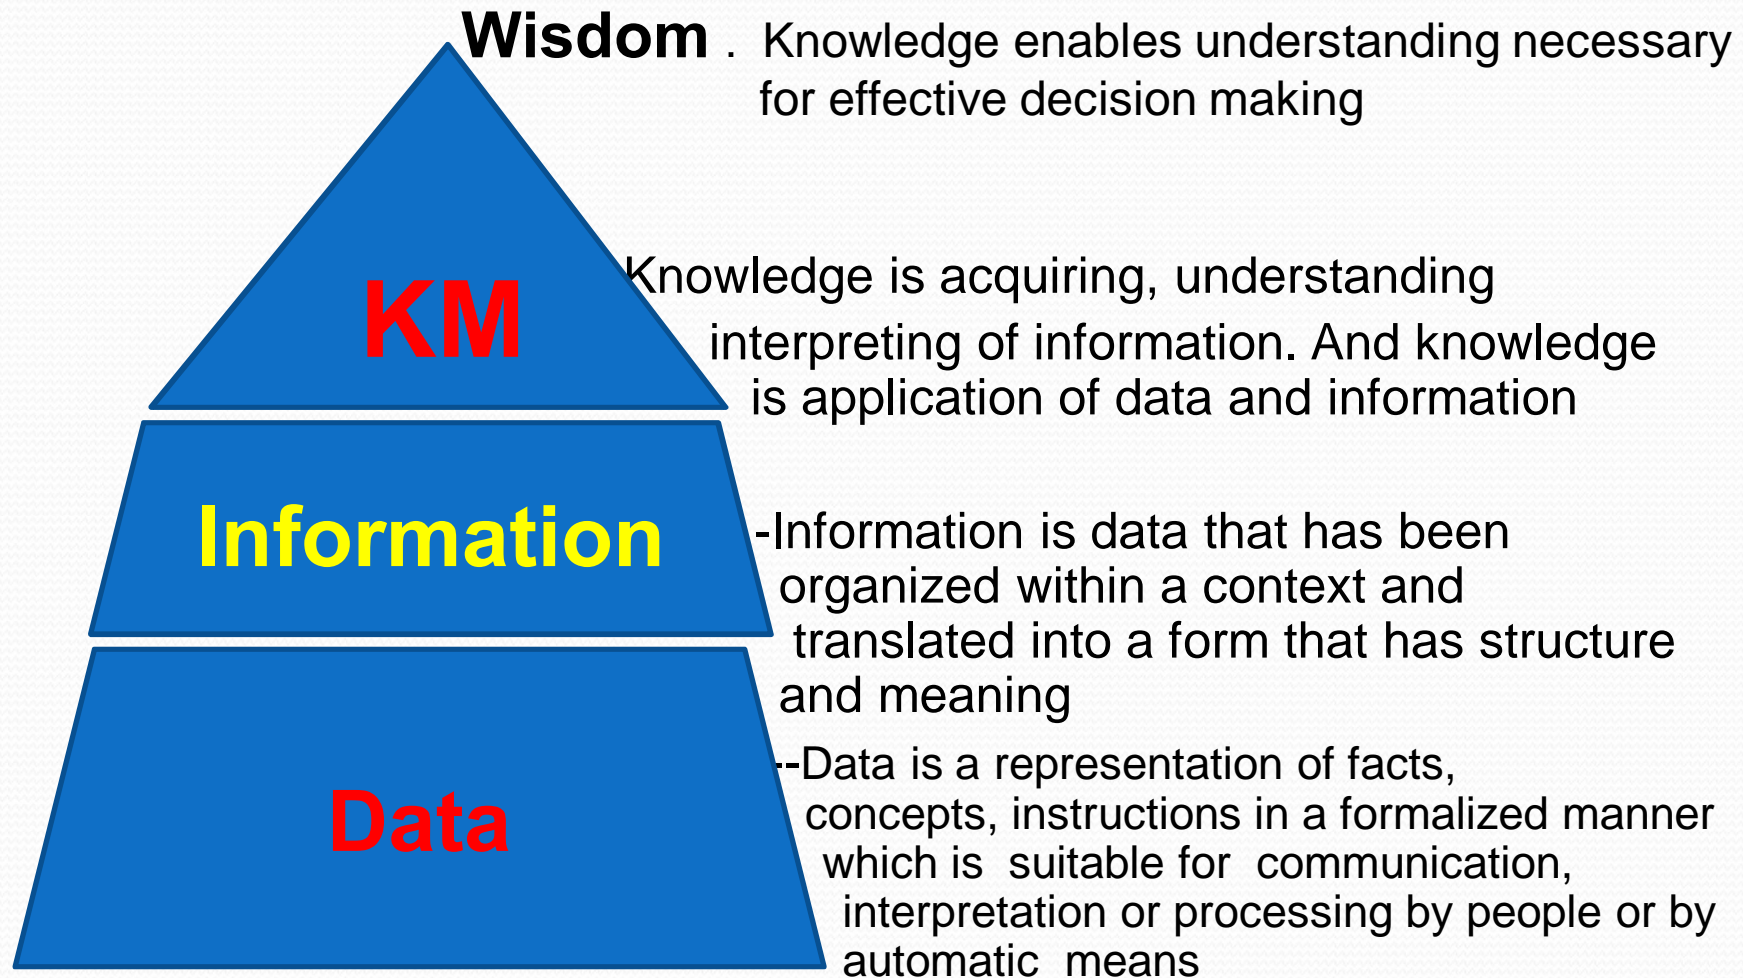 Wisdom . Knowledge enables understanding necessary
for effective decision making
KM
Knowledge is acquiring, understanding
interpreting of information. And knowledge
is application of data and information
Information
-Information is data that has been
organized within a context and
translated into a form that has structure
and meaning
Data
--Data is a representation of facts,
concepts, instructions in a formalized manner
which is suitable for communication,
interpretation or processing by people or by
automatic means